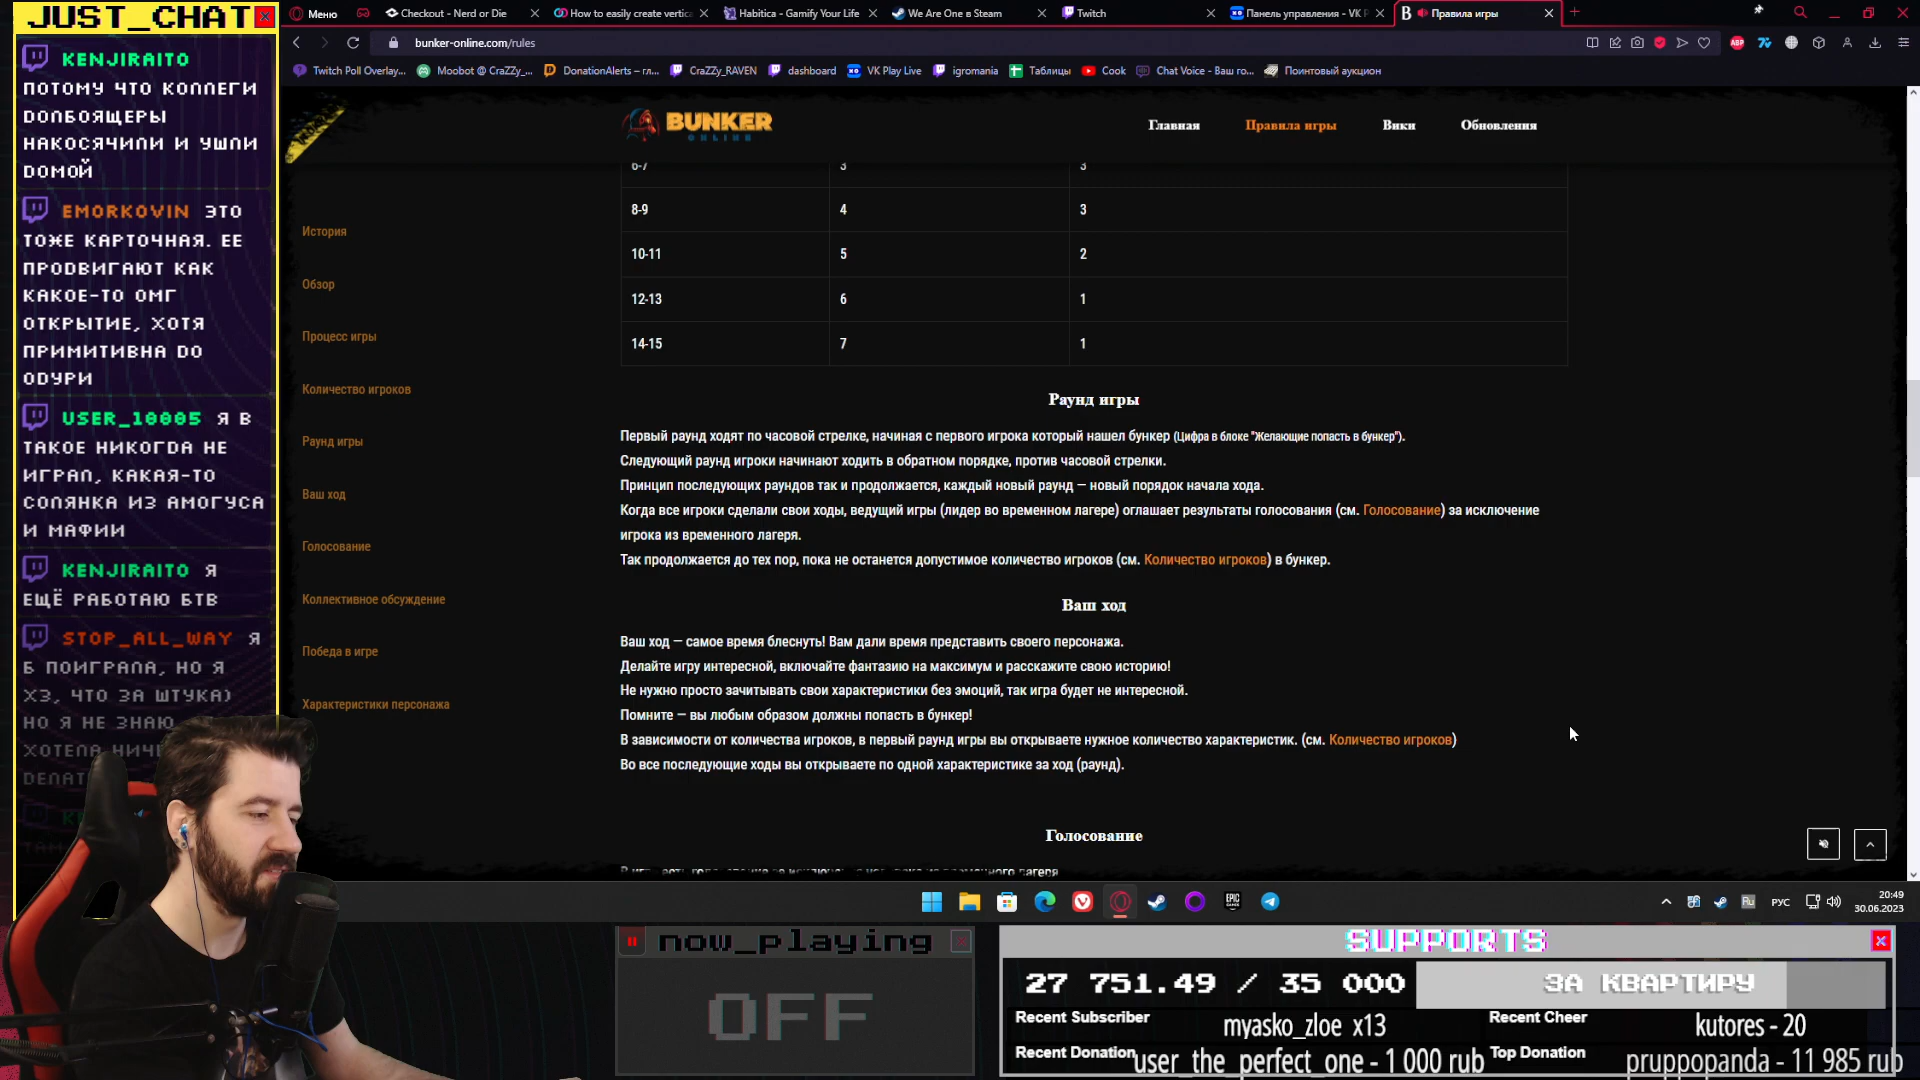 JUST_CHAT
KENJIRAITO
ПОТОМУ ЧТО КОЛЛЕГИ
ДОЛБОЯЩЕРЫ
НАКОСЯЧИЛИ И УШЛИ
ДОМОЙ
EMORKOVIN ЭТО
ТОЖЕ КАРТОЧНАЯ. ЕЕ
ПРОДВИГАЮТ КАК
КАКОЕ-ТО ОМГ
ОТКРЫТИЕ, ХОТЯ
ПРИМИТИВНА ДО
ОДУРИ
USER_10005 Я В
ТАКОЕ НИКОГДА НЕ
ИГРАЛ, КАКАЯ-ТО
СОЛЯНКА ИЗ АМОГУСА
И МАФИИ
KENJIRAITO Я
ЕЩЁ РАБОТАЮ БТВ
STOP_ALL_WAY Я
Б ПОИГРАЛА, НО Я
ХЗ, ЧТО ЗА ШТУКА)
НО Я НЕ ЗНАЮ
ХОТЕЛА
Меню
Checkout - Nerd or Die
How to easily create vertic
Habitica - Gamify Your Life
We Are One в Steam
Twitch
Панель управления - VK P
Правила игры
bunker-online.com/rules
Twitch Poll Overlay...
Moobot @ CraZZy_...
DonationAlerts – гл...
CraZZy_RAVEN
dashboard
VK Play Live
igromania
Таблицы
Cook
Chat Voice - Ваш го...
Поинтовый аукцион
BUNKER
ONLINE
Главная
Правила игры
Вики
Обновления
История
Обзор
Процесс игры
Количество игроков
Раунд игры
Ваш ход
Голосование
Коллективное обсуждение
Победа в игре
Характеристики персонажа
6-7 3 3
8-9 4 3
10-11 5 2
12-13 6 1
14-15 7 1
Раунд игры
Первый раунд ходят по часовой стрелке, начиная с первого игрока который нашел бункер (Цифра в блоке "Желающие попасть в бункер").
Следующий раунд игроки начинают ходить в обратном порядке, против часовой стрелки.
Принцип последующих раундов так и продолжается, каждый новый раунд — новый порядок начала хода.
Когда все игроки сделали свои ходы, ведущий игры (лидер во временном лагере) оглашает результаты голосования (см. Голосование) за исключение
игрока из временного лагеря.
Так продолжается до тех пор, пока не останется допустимое количество игроков (см. Количество игроков) в бункер.
Ваш ход
Ваш ход — самое время блеснуть! Вам дали время представить своего персонажа.
Делайте игру интересной, включайте фантазию на максимум и расскажите свою историю!
Не нужно просто зачитывать свои характеристики без эмоций, так игра будет не интересной.
Помните — вы любым образом должны попасть в бункер!
В зависимости от количества игроков, в первый раунд игры вы открываете нужное количество характеристик. (см. Количество игроков)
Во все последующие ходы вы открываете по одной характеристике за ход (раунд).
Голосование
РУС
20:49
30.06.2023
now_playing
OFF
SUPPORTS
27 751.49 / 35 000
ЗА КВАРТИРУ
Recent Subscriber
myasko_zloe x13
Recent Cheer
kutores - 20
Recent Donation
user_the_perfect_one - 1 000 rub
Top Donation
pruppopanda - 11 985 rub